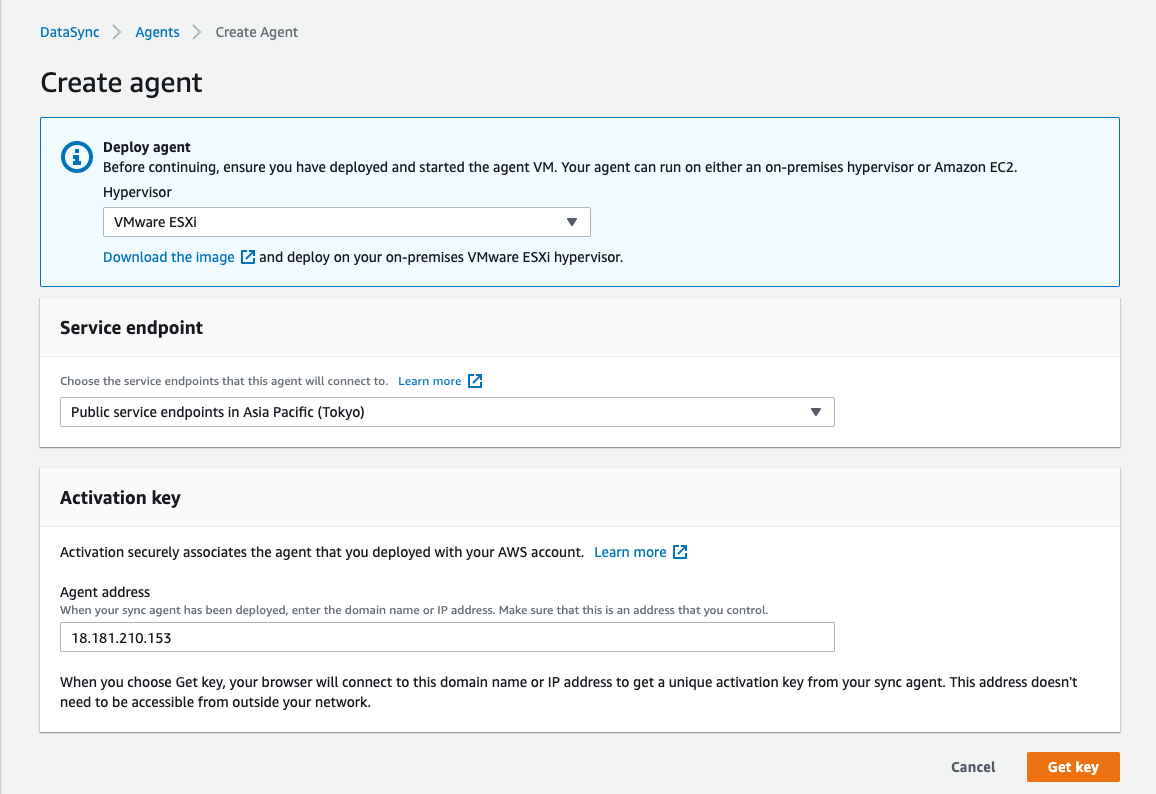 DataSync > Agents > Create Agent
Create agent
Deploy agent
Before continuing, ensure you have deployed and started the agent VM. Your agent can run on either an on-premises hypervisor or Amazon EC2.
Hypervisor
VMware ESXi
Download the image and deploy on your on-premises VMware ESXi hypervisor.
Service endpoint
Choose the service endpoints that this agent will connect to. Learn more
Public service endpoints in Asia Pacific (Tokyo)
Activation key
Activation securely associates the agent that you deployed with your AWS account. Learn more
Agent address
When your sync agent has been deployed, enter the domain name or IP address. Make sure that this is an address that you control.
18.181.210.153
When you choose Get key, your browser will connect to this domain name or IP address to get a unique activation key from your sync agent. This address doesn't
need to be accessible from outside your network.
Cancel Get key